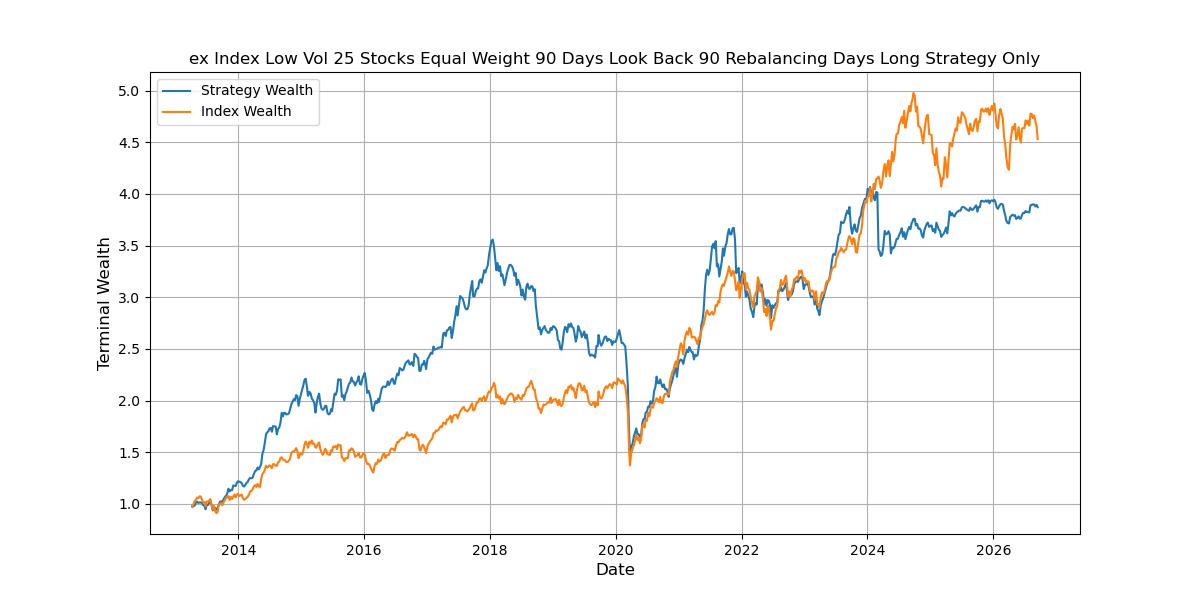 ex Index Low Vol 25 Stocks Equal Weight 90 Days Look Back 90 Rebalancing Days Long Strategy Only
Strategy Wealth
Index Wealth
Terminal Wealth
5.0
4.5
4.0
3.5
3.0
2.5
2.0
1.5
1.0
2014 2016 2018 2020 2022 2024 2026
Date